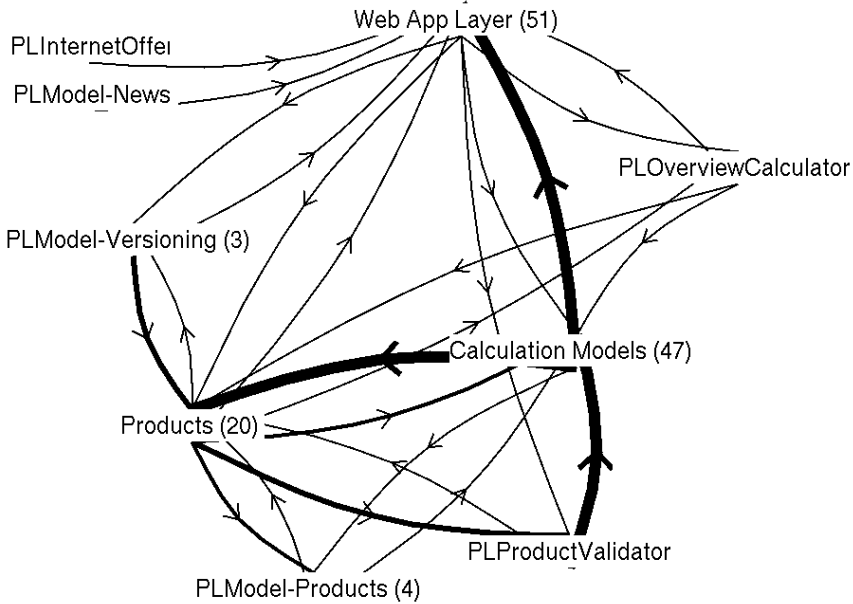 Web App Layer (51)
PLInternetOffer
PLModel-News
PLOverviewCalculator
PLModel-Versioning (3)
Calculation Models (47)
Products (20)
PLProductValidator
PLModel-Products (4)